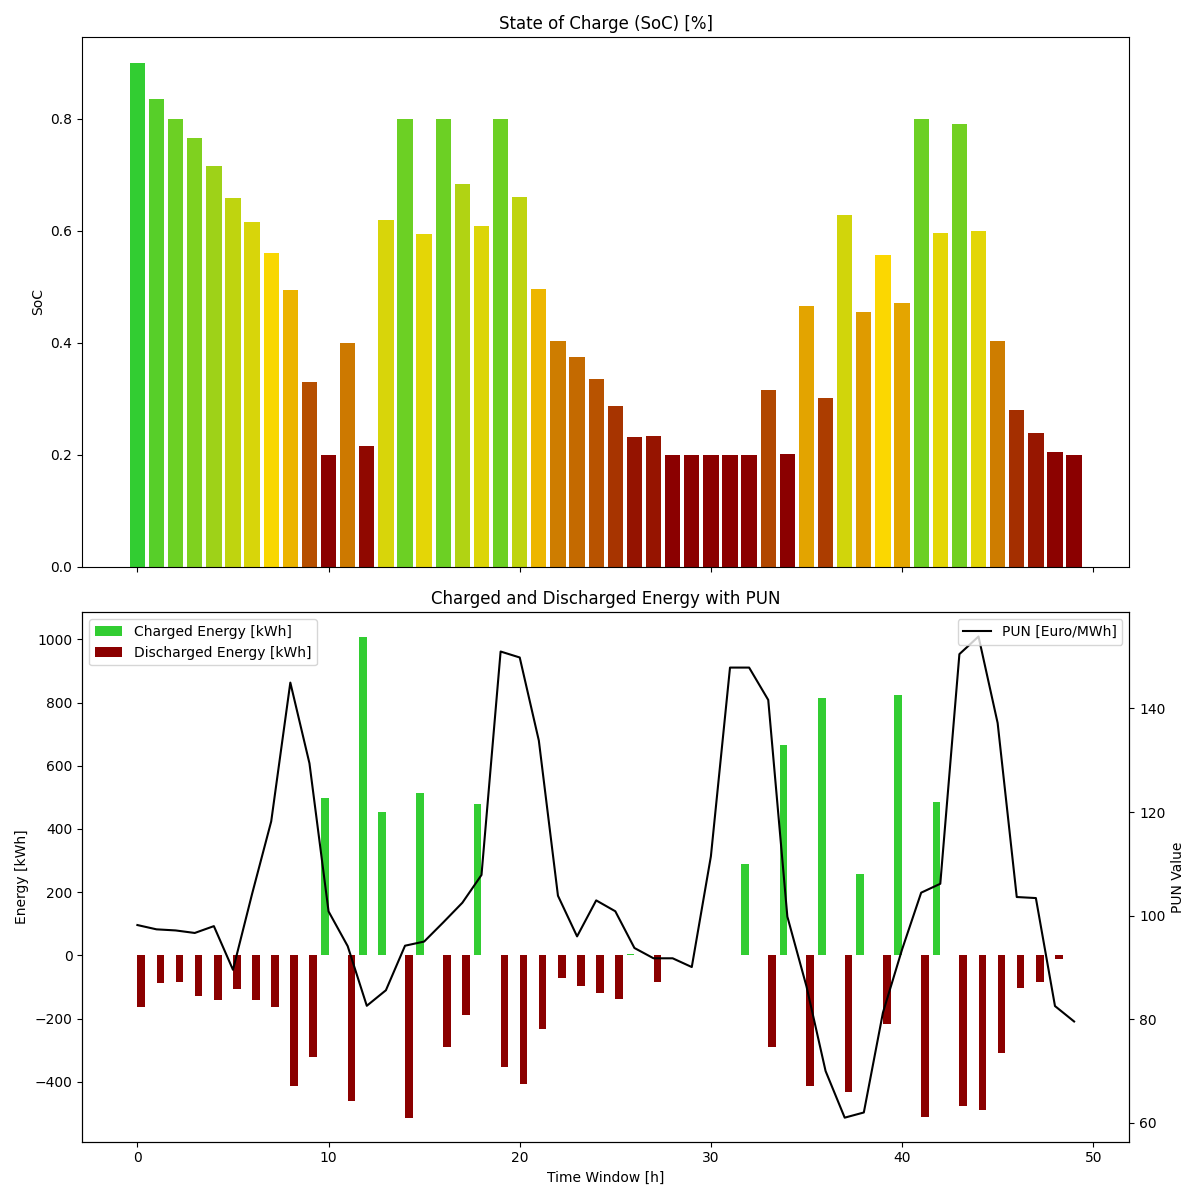 State of Charge (SoC) [%]
SoC
0.8
0.6
0.4
0.2
0.0
Charged and Discharged Energy with PUN
Charged Energy [kWh]
Discharged Energy [kWh]
PUN [Euro/MWh]
Energy [kWh]
1000
800
600
400
200
0
−200
−400
140
120
100
80
60
PUN Value
0 10 20 30 40 50
Time Window [h]